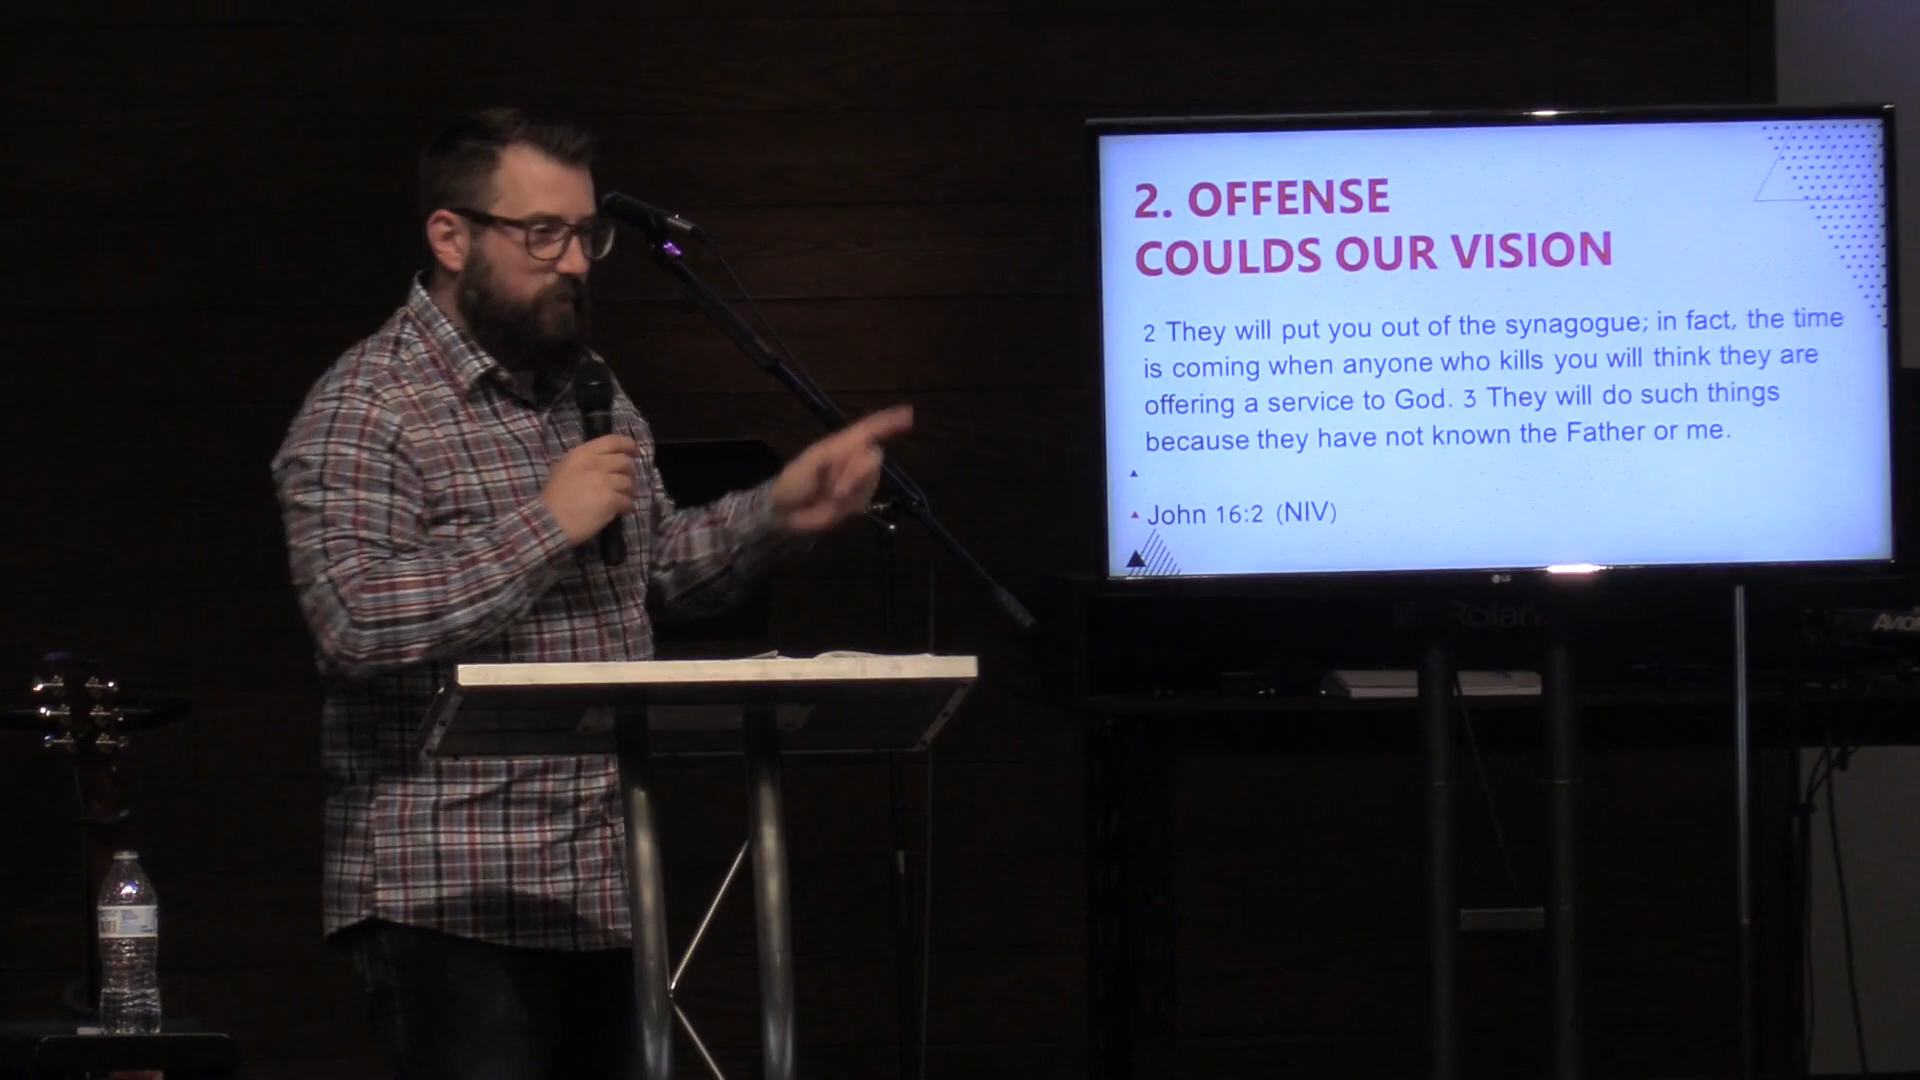 2. OFFENSE
COULDS OUR VISION
2 They will put you out of the synagogue; in fact, the time
is coming when anyone who kills you will think they are
offering a service to God. 3 They will do such things
because they have not known the Father or me.
John 16:2 (NIV)
LG
Roland